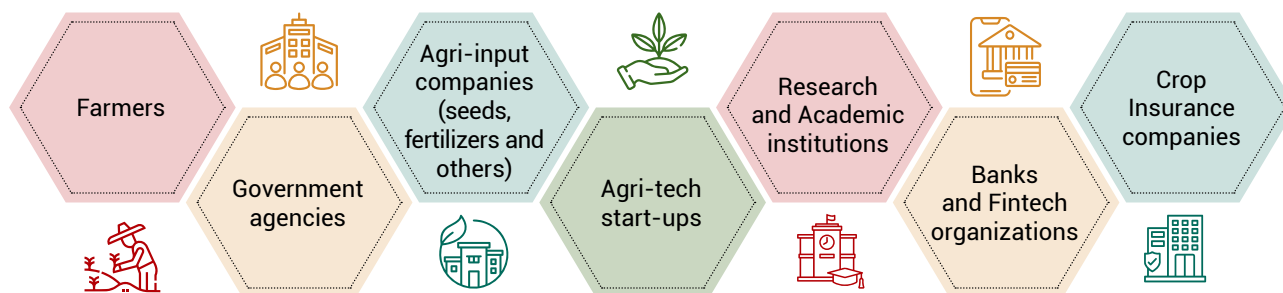 Farmers
Government
agencies
Agri-input
companies
(seeds,
fertilizers and
others)
Agri-tech
start-ups
Research
and Academic
institutions
Banks
and Fintech
organizations
Crop
Insurance
companies